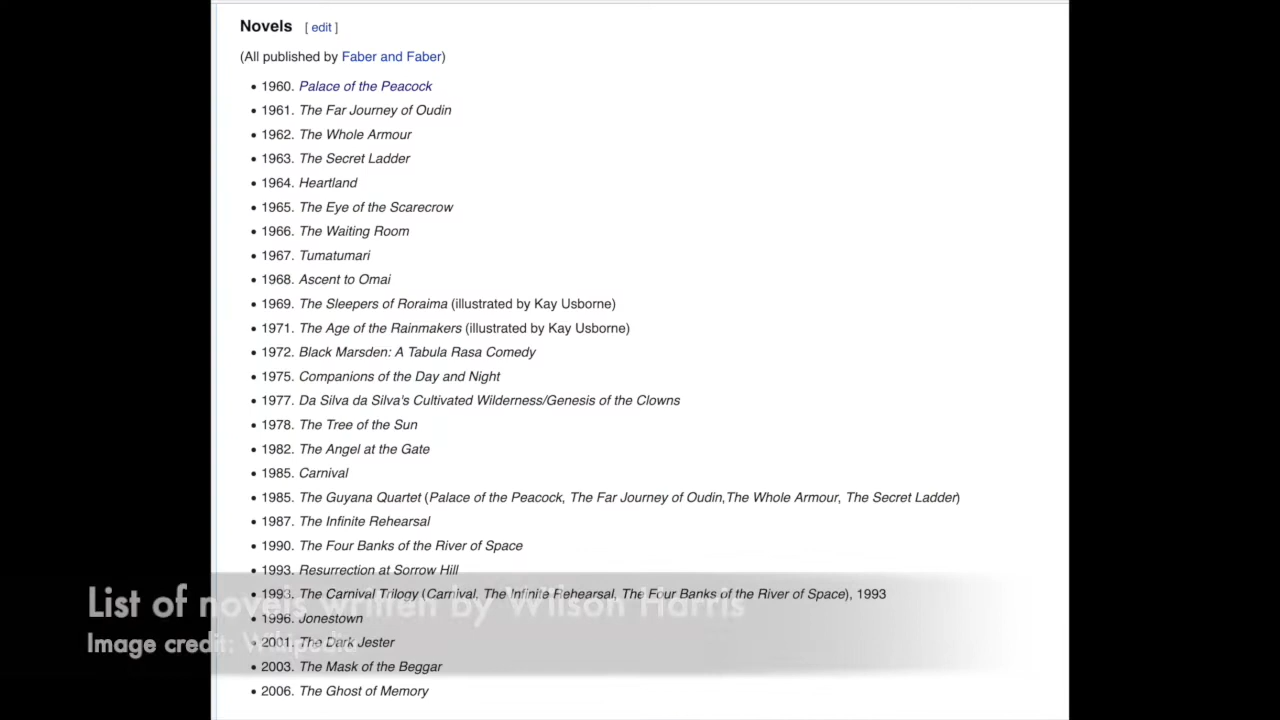 Novels [ edit ]
(All published by Faber and Faber)
• 1960. Palace of the Peacock
• 1961. The Far Journey of Oudin
• 1962. The Whole Armour
• 1963. The Secret Ladder
• 1964. Heartland
• 1965. The Eye of the Scarecrow
• 1966. The Waiting Room
• 1967. Tumatumari
• 1968. Ascent to Omai
• 1969. The Sleepers of Roraima (illustrated by Kay Usborne)
• 1971. The Age of the Rainmakers (illustrated by Kay Usborne)
• 1972. Black Marsden: A Tabula Rasa Comedy
• 1975. Companions of the Day and Night
• 1977. Da Silva da Silva's Cultivated Wilderness/Genesis of the Clowns
• 1978. The Tree of the Sun
• 1982. The Angel at the Gate
• 1985. Carnival
• 1985. The Guyana Quartet (Palace of the Peacock, The Far Journey of Oudin,The Whole Armour, The Secret Ladder)
• 1987. The Infinite Rehearsal
• 1990. The Four Banks of the River of Space
• 1993. Resurrection at Sorrow Hill
• 1993. The Carnival Trilogy (Carnival, The Infinite Rehearsal, The Four Banks of the River of Space), 1993
List of novels written by Wilson Harris
• 1996. Jonestown
• 2001. The Dark Jester
Image credit: Wikipedia
• 2003. The Mask of the Beggar
• 2006. The Ghost of Memory